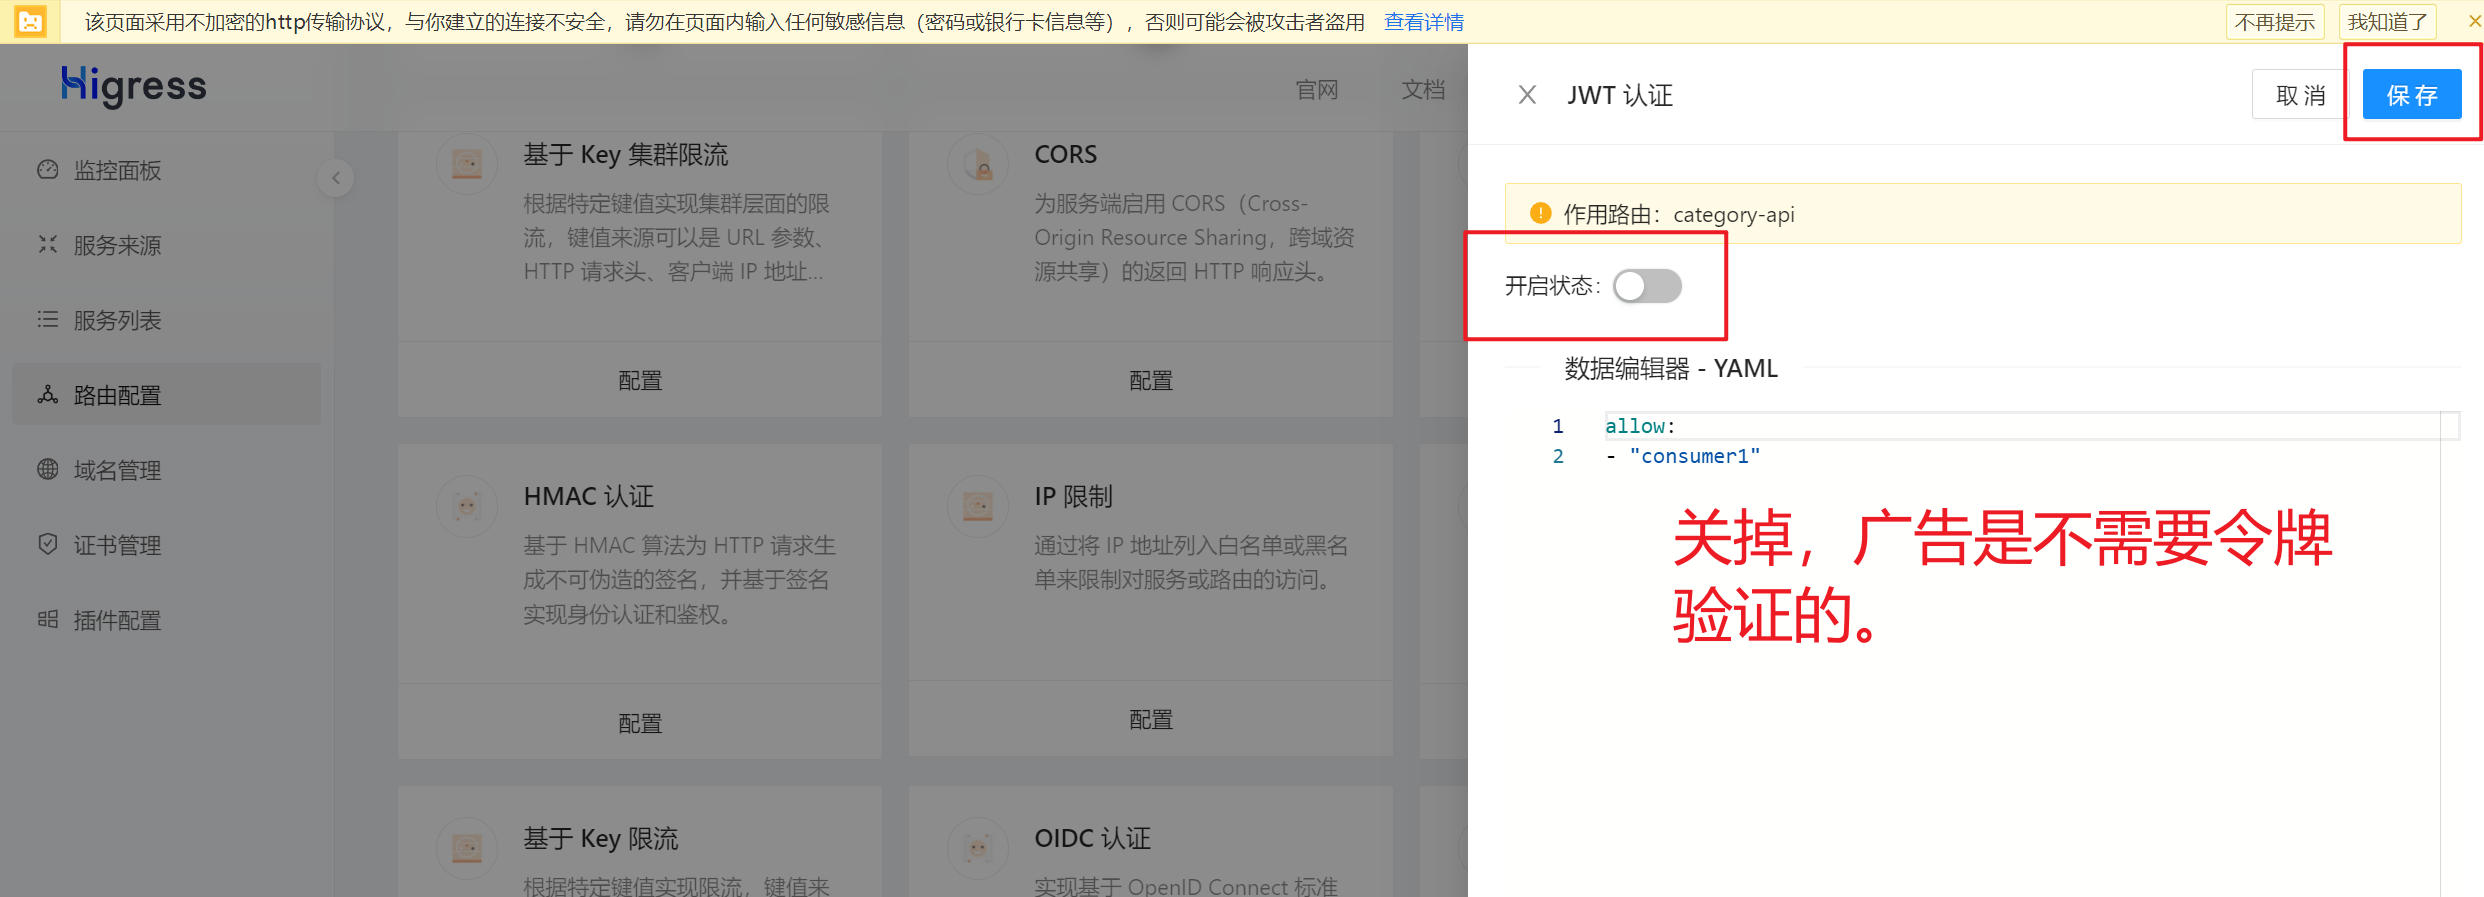 该页面采用不加密的http传输协议，与你建立的连接不安全，请勿在页面内输入任何敏感信息（密码或银行卡信息等），否则可能会被攻击者盗用 查看详情 不再提示 我知道了
Higress
官网 文档
监控面板
服务来源
服务列表
路由配置
域名管理
证书管理
插件配置
基于 Key 集群限流
根据特定键值实现集群层面的限
流，键值来源可以是 URL 参数、
HTTP 请求头、客户端 IP 地址...
配置
CORS
为服务端启用 CORS（Cross-
Origin Resource Sharing，跨域资
源共享）的返回 HTTP 响应头。
配置
HMAC 认证
基于 HMAC 算法为 HTTP 请求生
成不可伪造的签名，并基于签名
实现身份认证和鉴权。
配置
IP 限制
通过将 IP 地址列入白名单或黑名
单来限制对服务或路由的访问。
配置
基于 Key 限流
根据特定键值实现限流，键值来
OIDC 认证
实现基于 OpenID Connect 标准
JWT 认证
取 消
保 存
作用路由：category-api
开启状态：
数据编辑器 - YAML
1 allow:
2 - "consumer1"
关掉，广告是不需要令牌
验证的。